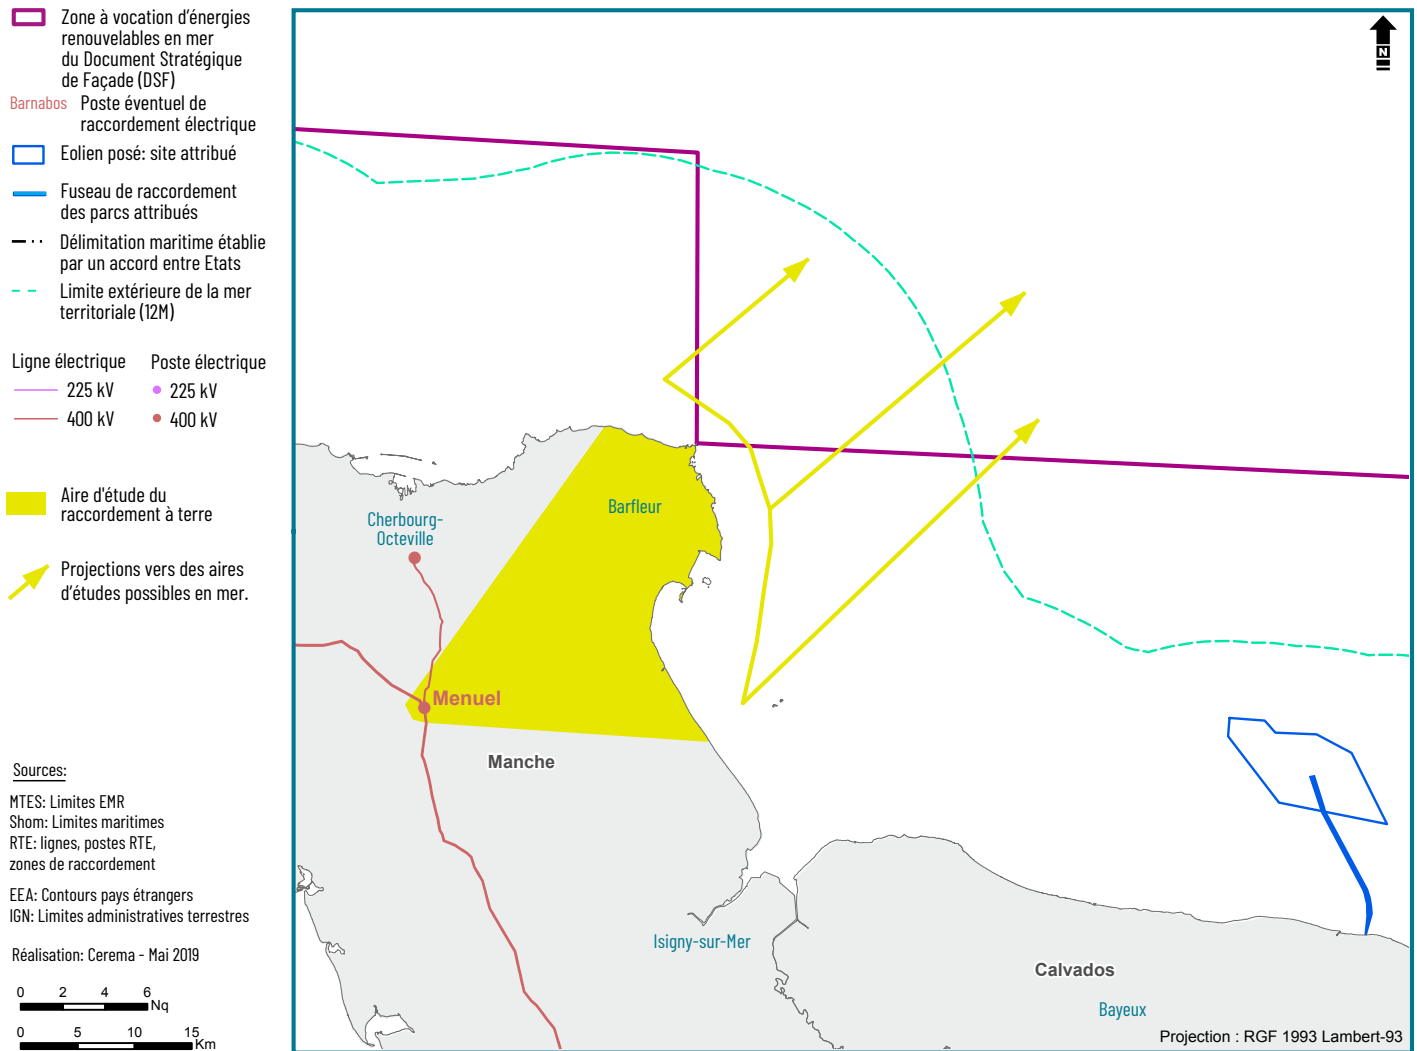 Zone à vocation d'énergies
renouvelables en mer
du Document Stratégique
de Façade (DSF)
Barnabos Poste éventuel de
raccordement électrique
Eolien posé: site attribué
Fuseau de raccordement
des parcs attribués
Délimitation maritime établie
par un accord entre Etats
Limite extérieure de la mer
territoriale (12M)
Ligne électrique Poste électrique
225 kV 225 kV
400 kV 400 kV
Aire d'étude du
raccordement à terre
Projections vers des aires
d'études possibles en mer.
Sources:
MTES: Limites EMR
Shom: Limites maritimes
RTE: lignes, postes RTE,
zones de raccordement
EEA: Contours pays étrangers
IGN: Limites administratives terrestres
Réalisation: Cerema - Mai 2019
0 2 4 6
Nq
0 5 10 15
Km
N
Barfleur
Cherbourg-
Octeville
Menuel
Manche
Isigny-sur-Mer
Calvados
Bayeux
Projection : RGF 1993 Lambert-93